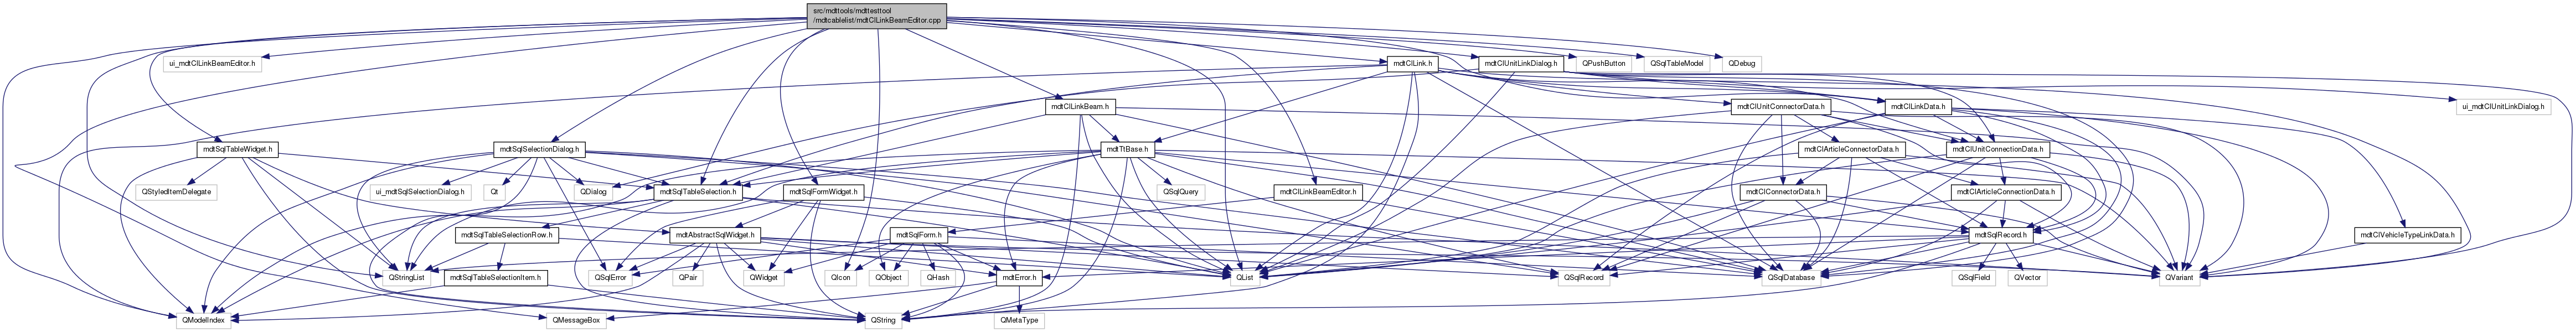 src/mdttools/mdttesttool
/mdtcablelist/mdtClLinkBeamEditor.cpp
ui_mdtClLinkBeamEditor.h
mdtClLink.h
mdtClUnitLinkDialog.h
QPushButton
QSqlTableModel
QDebug
mdtClLinkBeam.h
mdtClUnitConnectorData.h
mdtClLinkData.h
ui_mdtClUnitLinkDialog.h
mdtSqlTableWidget.h
mdtSqlSelectionDialog.h
mdtTtBase.h
mdtClArticleConnectorData.h
mdtClUnitConnectionData.h
QStyledItemDelegate
ui_mdtSqlSelectionDialog.h
Qt
QDialog
mdtSqlTableSelection.h
mdtSqlFormWidget.h
QSqlQuery
mdtClLinkBeamEditor.h
mdtClConnectorData.h
mdtClArticleConnectionData.h
mdtSqlTableSelectionRow.h
mdtAbstractSqlWidget.h
mdtSqlForm.h
mdtSqlRecord.h
mdtClVehicleTypeLinkData.h
QStringList
mdtSqlTableSelectionItem.h
QSqlError
QPair
QWidget
QIcon
QObject
QHash
mdtError.h
QList
QSqlRecord
QSqlDatabase
QSqlField
QVector
QVariant
QModelIndex
QMessageBox
QString
QMetaType